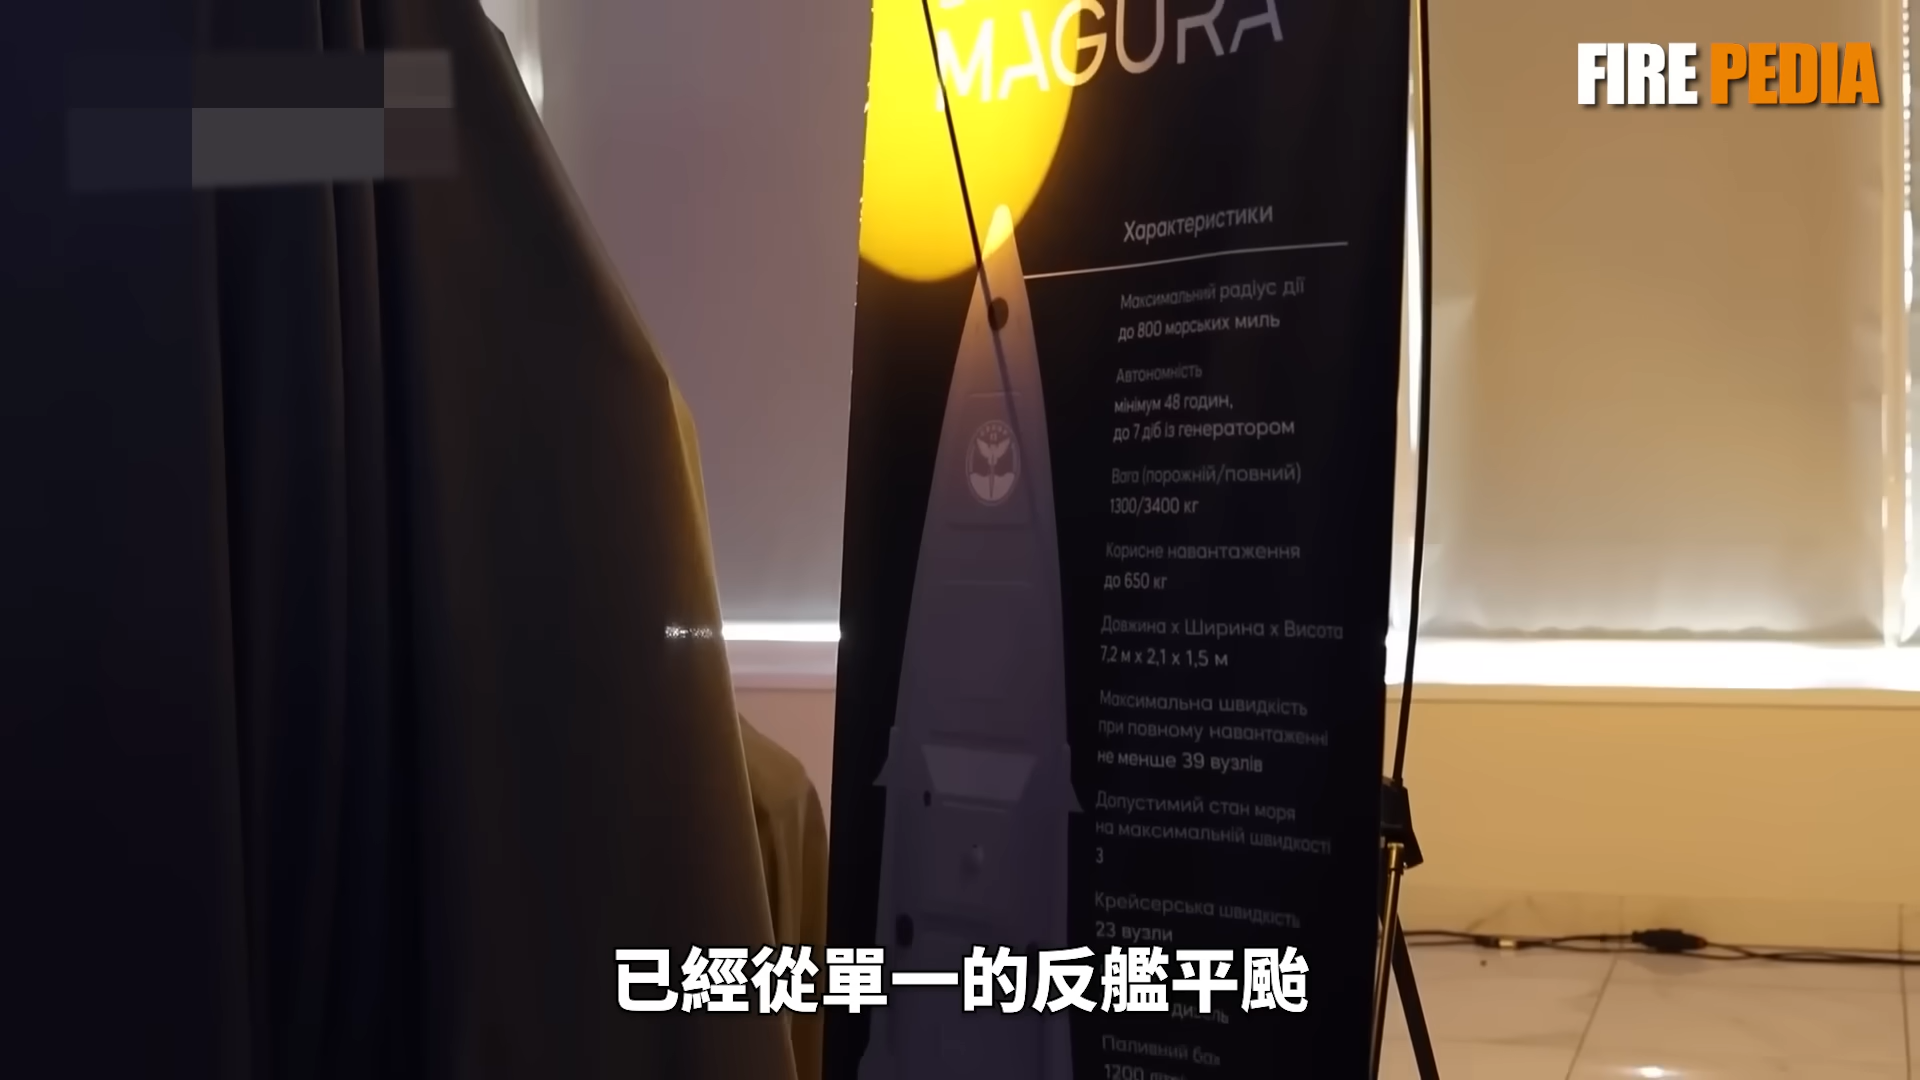 MAGURA
FIRE PEDIA
Характеристики
Максимальний радіус дії
до 800 морських миль
Автономність
мінімум 48 годин,
до 7 діб із генератором
Вага (порожній/повний)
1300/3400 кг
Корисне навантаження
до 650 кг
Довжина x Ширина x Висота
7,2 м x 2,1 x 1,5 м
Максимальна швидкість
при повному навантаженні
не менше 39 вузлів
Допустимий стан моря
на максимальній швидкості
3
Крейсерська швидкість
23 вузли
已經從單一的反艦平颱
Паливний бак
1200